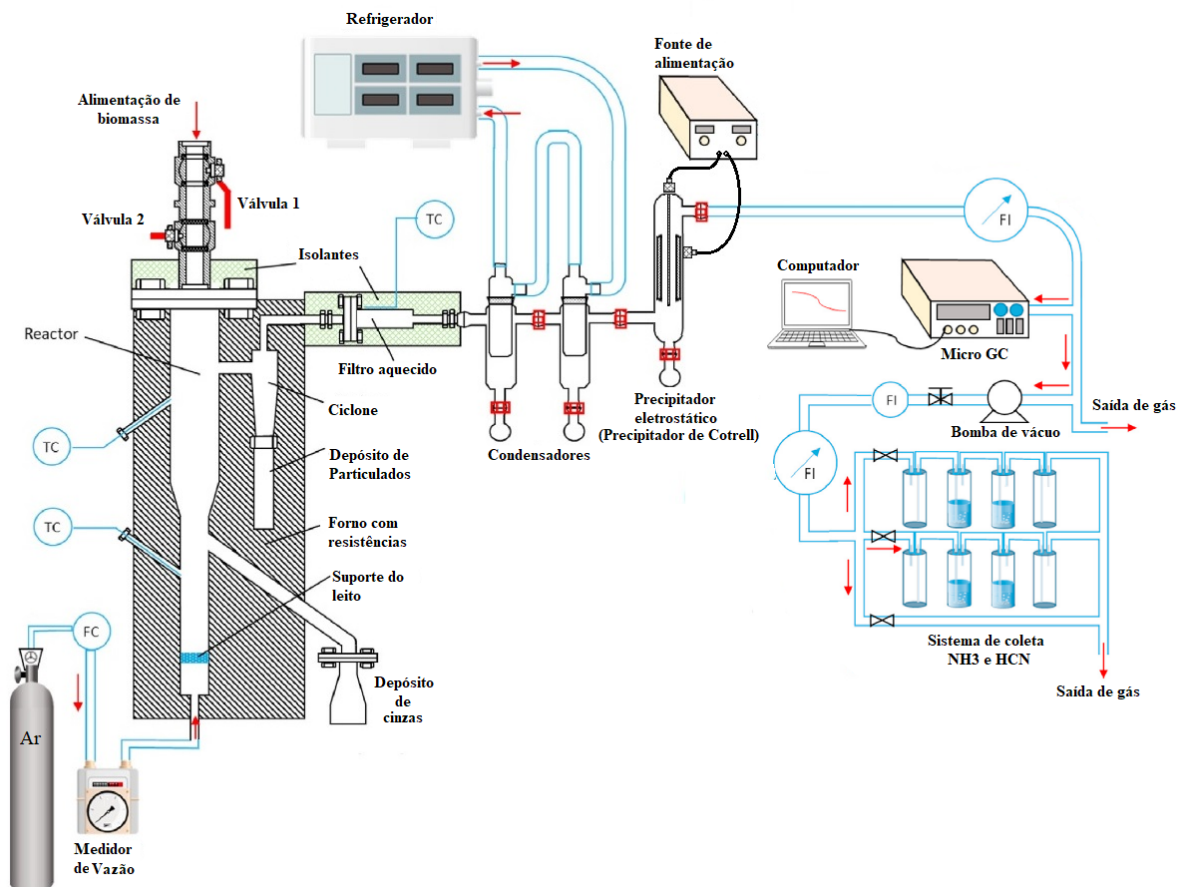 Refrigerador
Fonte de
alimentação
Alimentação de
biomassa
Válvula 1
Válvula 2
TC
FI
Isolantes
Computador
Reactor
Filtro aquecido
Micro GC
Ciclone
Precipitador
eletrostático
(Precipitador de Cotrell)
FI
Saída de gás
Bomba de vácuo
TC
Condensadores
Depósito de
Particulados
FI
TC
Forno com
resistências
Suporte do
leito
FC
Sistema de coleta
NH3 e HCN
Depósito
de
cinzas
Saída de gás
Ar
Medidor
de Vazão